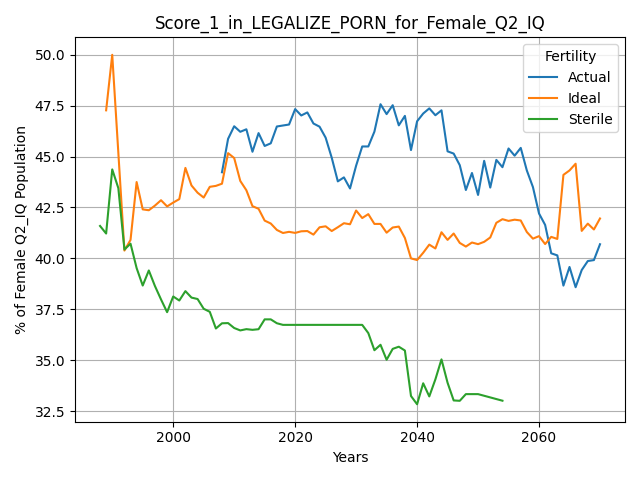 Score_1_in_LEGALIZE_PORN_for_Female_Q2_IQ
% of Female Q2_IQ Population
50.0
47.5
45.0
42.5
40.0
37.5
35.0
32.5
Fertility
Actual
Ideal
Sterile
2000
2020
2040
2060
Years